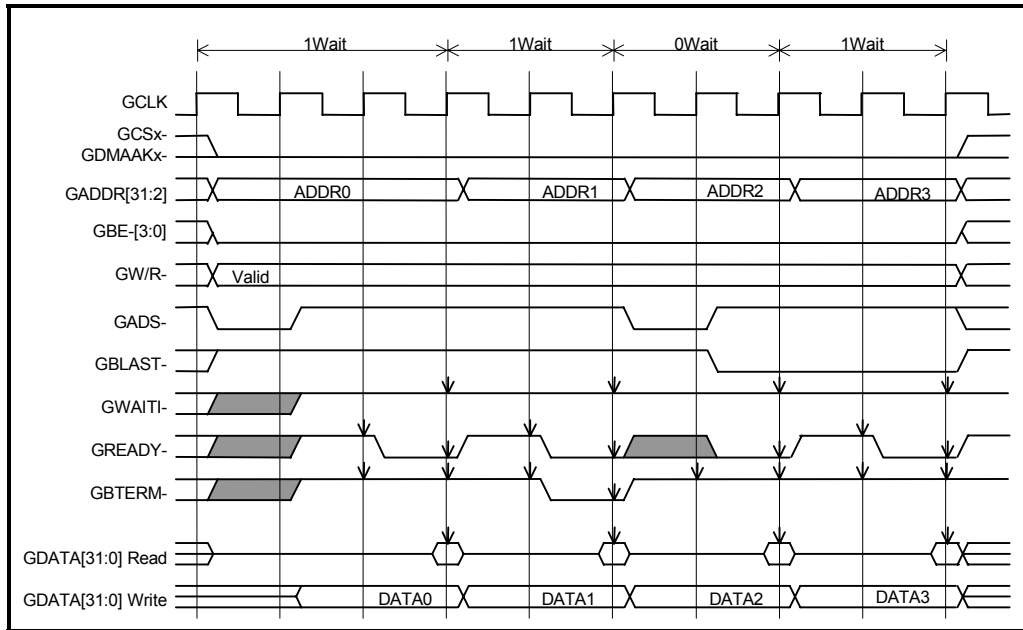 1Wait 1Wait 0Wait 1Wait
GCLK
GCSx-
GDMAAKx-
GADDR[31:2] ADDR0 ADDR1 ADDR2 ADDR3
GBE-[3:0]
GW/R- Valid
GADS-
GBLAST-
GWAITI-
GREADY-
GBTERM-
GDATA[31:0] Read
GDATA[31:0] Write DATA0 DATA1 DATA2 DATA3